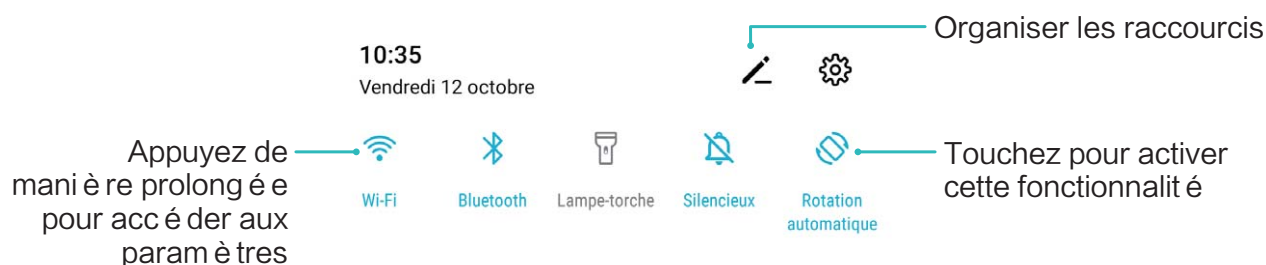 Organiser les raccourcis
10:35
Vendredi 12 octobre
Appuyez de
mani è re prolong é e
pour acc é der aux
param è tres
Wi-Fi
Bluetooth
Lampe-torche
Silencieux
Rotation
automatique
Touchez pour activer
cette fonctionnalit é